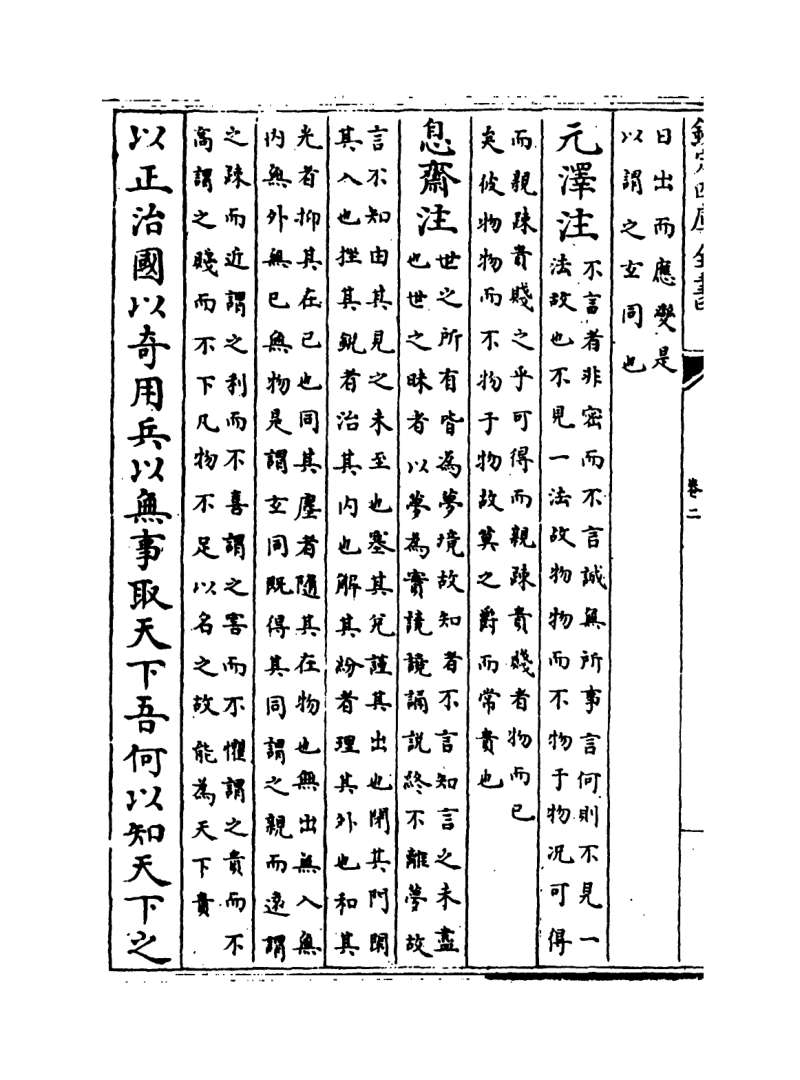 欽定四庫全書
卷二
日出而應變是
以謂之玄同也
元澤注
不言者非密而不言誠無所事言何則不見一
法故也不見一法故物物而不物于物况可得
而親疎貴賤之乎可得而親疎貴賤者物而已
矣彼物物而不物于物故莫之爵而常貴也
息齋注
世之所有皆為夢境故知者不言知言之未盡
也世之昧者以夢為實譊譊誦説終不離夢故
言不知由其見之未至也塞其兌謹其出也閉其門閑
其入也挫其鋭者治其内也解其紛者理其外也和其
光者抑其在已也同其塵者隨其在物也無出無入無
内無外無已無物是謂玄同既得其同謂之親而逺謂
之疎而近謂之利而不喜謂之害而不懼謂之貴而不
高謂之賤而不下凡物不足以名之故能為天下貴
以正治國以奇用兵以無事取天下吾何以知天下之